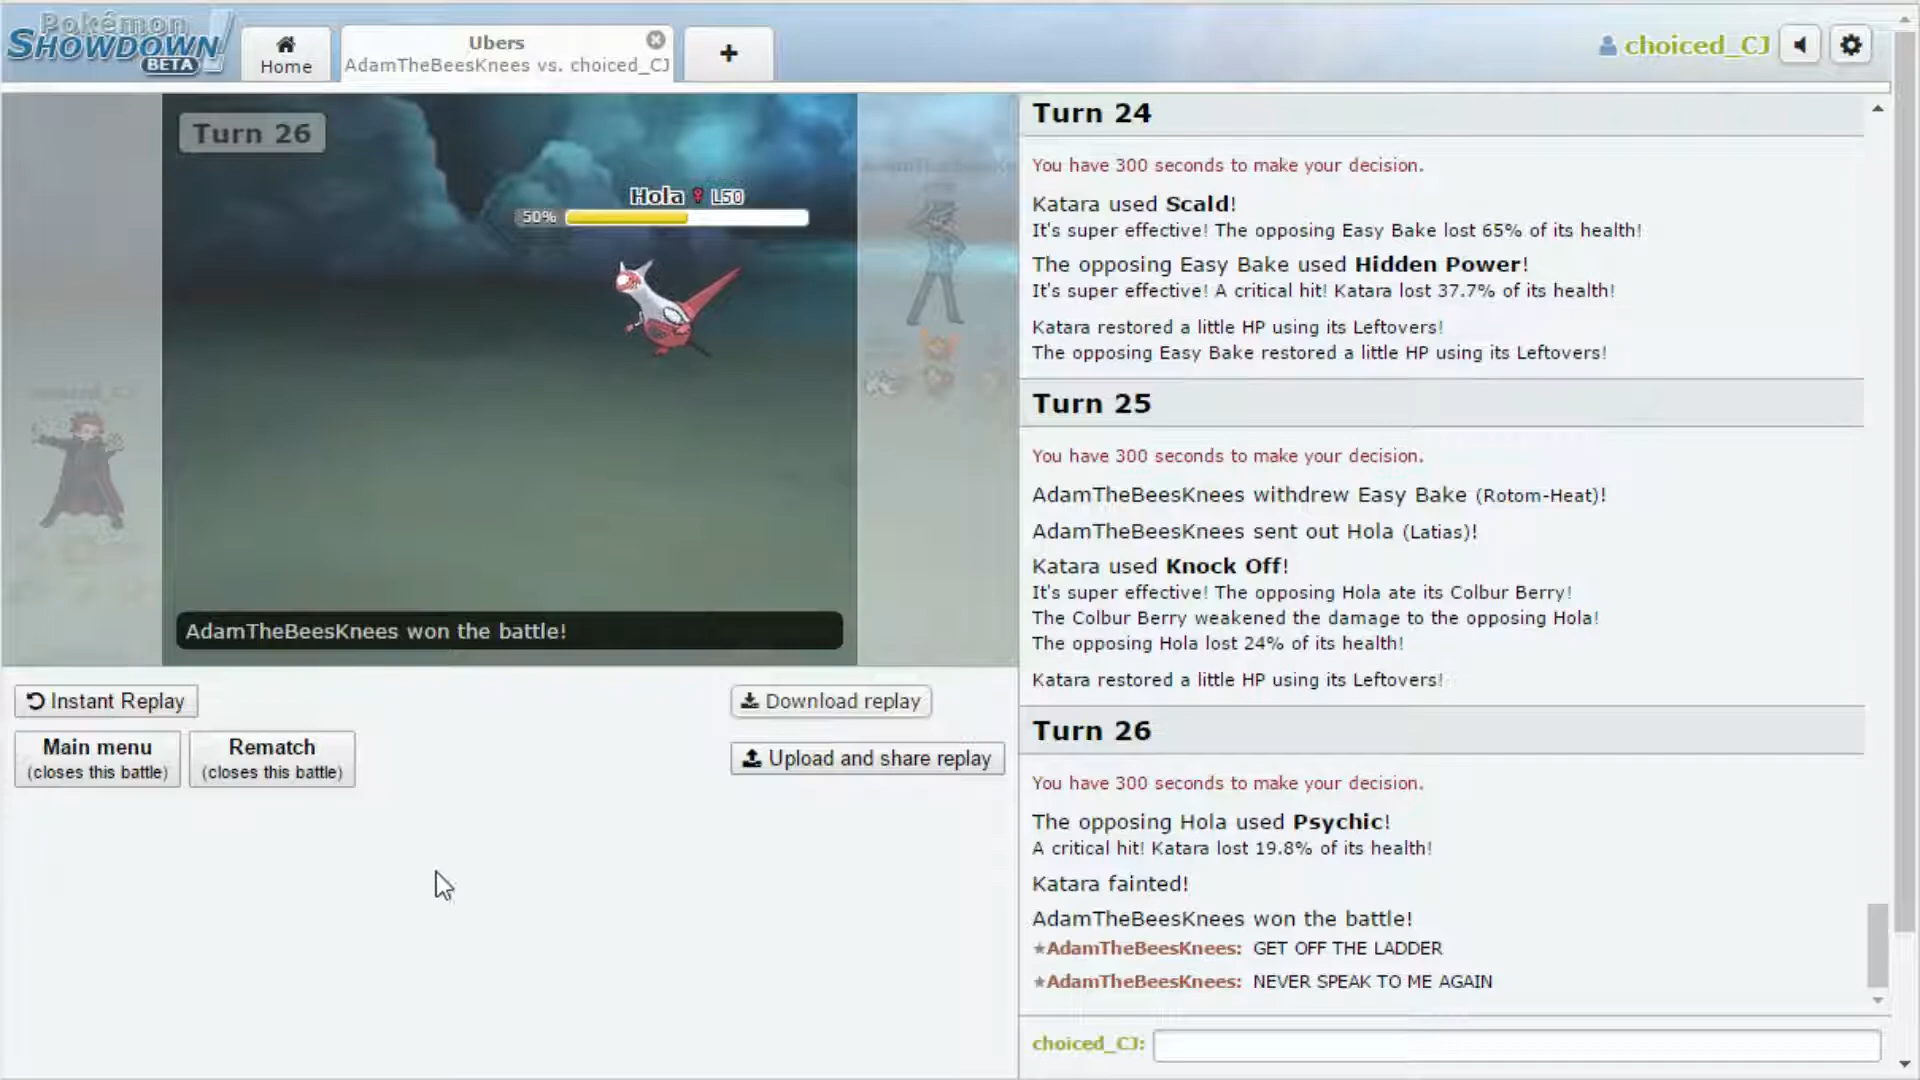 Pokémon
SHOWDOWN!
BETA
Home
Ubers
AdamTheBeesKnees vs. choiced_CJ
+
choiced_CJ
Turn 26
Hola L50
50%
AdamTheBeesKnees won the battle!
Instant Replay
Download replay
Main menu
(closes this battle)
Rematch
(closes this battle)
Upload and share replay
Turn 24
You have 300 seconds to make your decision.
Katara used Scald!
It's super effective! The opposing Easy Bake lost 65% of its health!
The opposing Easy Bake used Hidden Power!
It's super effective! A critical hit! Katara lost 37.7% of its health!
Katara restored a little HP using its Leftovers!
The opposing Easy Bake restored a little HP using its Leftovers!
Turn 25
You have 300 seconds to make your decision.
AdamTheBeesKnees withdrew Easy Bake (Rotom-Heat)!
AdamTheBeesKnees sent out Hola (Latias)!
Katara used Knock Off!
It's super effective! The opposing Hola ate its Colbur Berry!
The Colbur Berry weakened the damage to the opposing Hola!
The opposing Hola lost 24% of its health!
Katara restored a little HP using its Leftovers!
Turn 26
You have 300 seconds to make your decision.
The opposing Hola used Psychic!
A critical hit! Katara lost 19.8% of its health!
Katara fainted!
AdamTheBeesKnees won the battle!
★AdamTheBeesKnees: GET OFF THE LADDER
★AdamTheBeesKnees: NEVER SPEAK TO ME AGAIN
choiced_CJ: